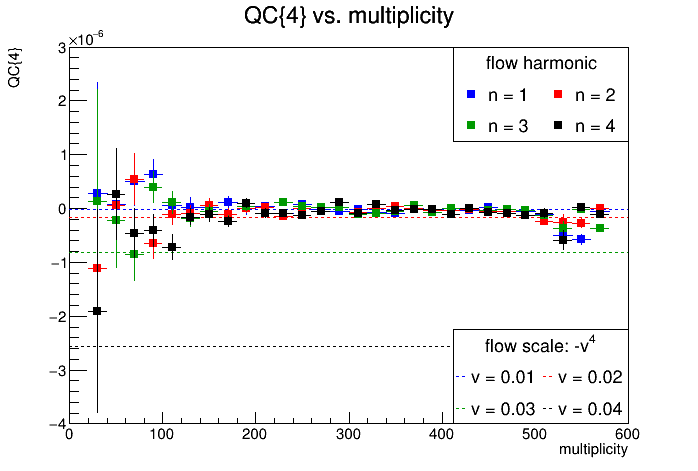 QC{4} vs. multiplicity
×10⁻⁶
QC{4}
3
2
1
0
−1
−2
−3
−4
flow harmonic
n = 1 n = 2
n = 3 n = 4
flow scale: -v⁴
v = 0.01 v = 0.02
v = 0.03 v = 0.04
0 100 200 300 400 500 600
multiplicity